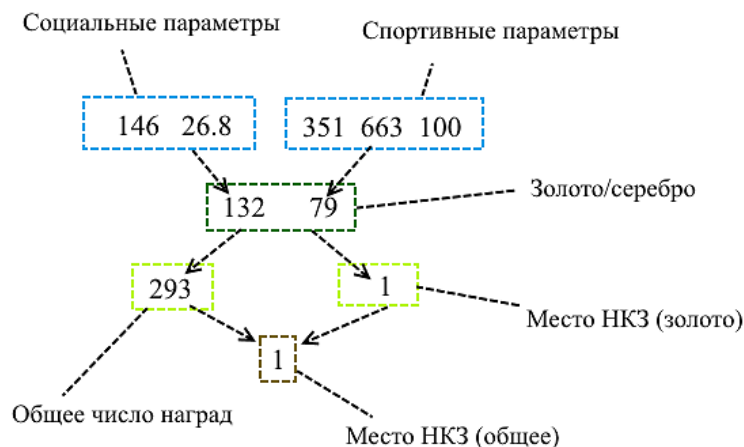 Социальные параметры
Спортивные параметры
146 26.8
351 663 100
132 79
Золото/серебро
293
1
Место НКЗ (золото)
1
Общее число наград
Место НКЗ (общее)